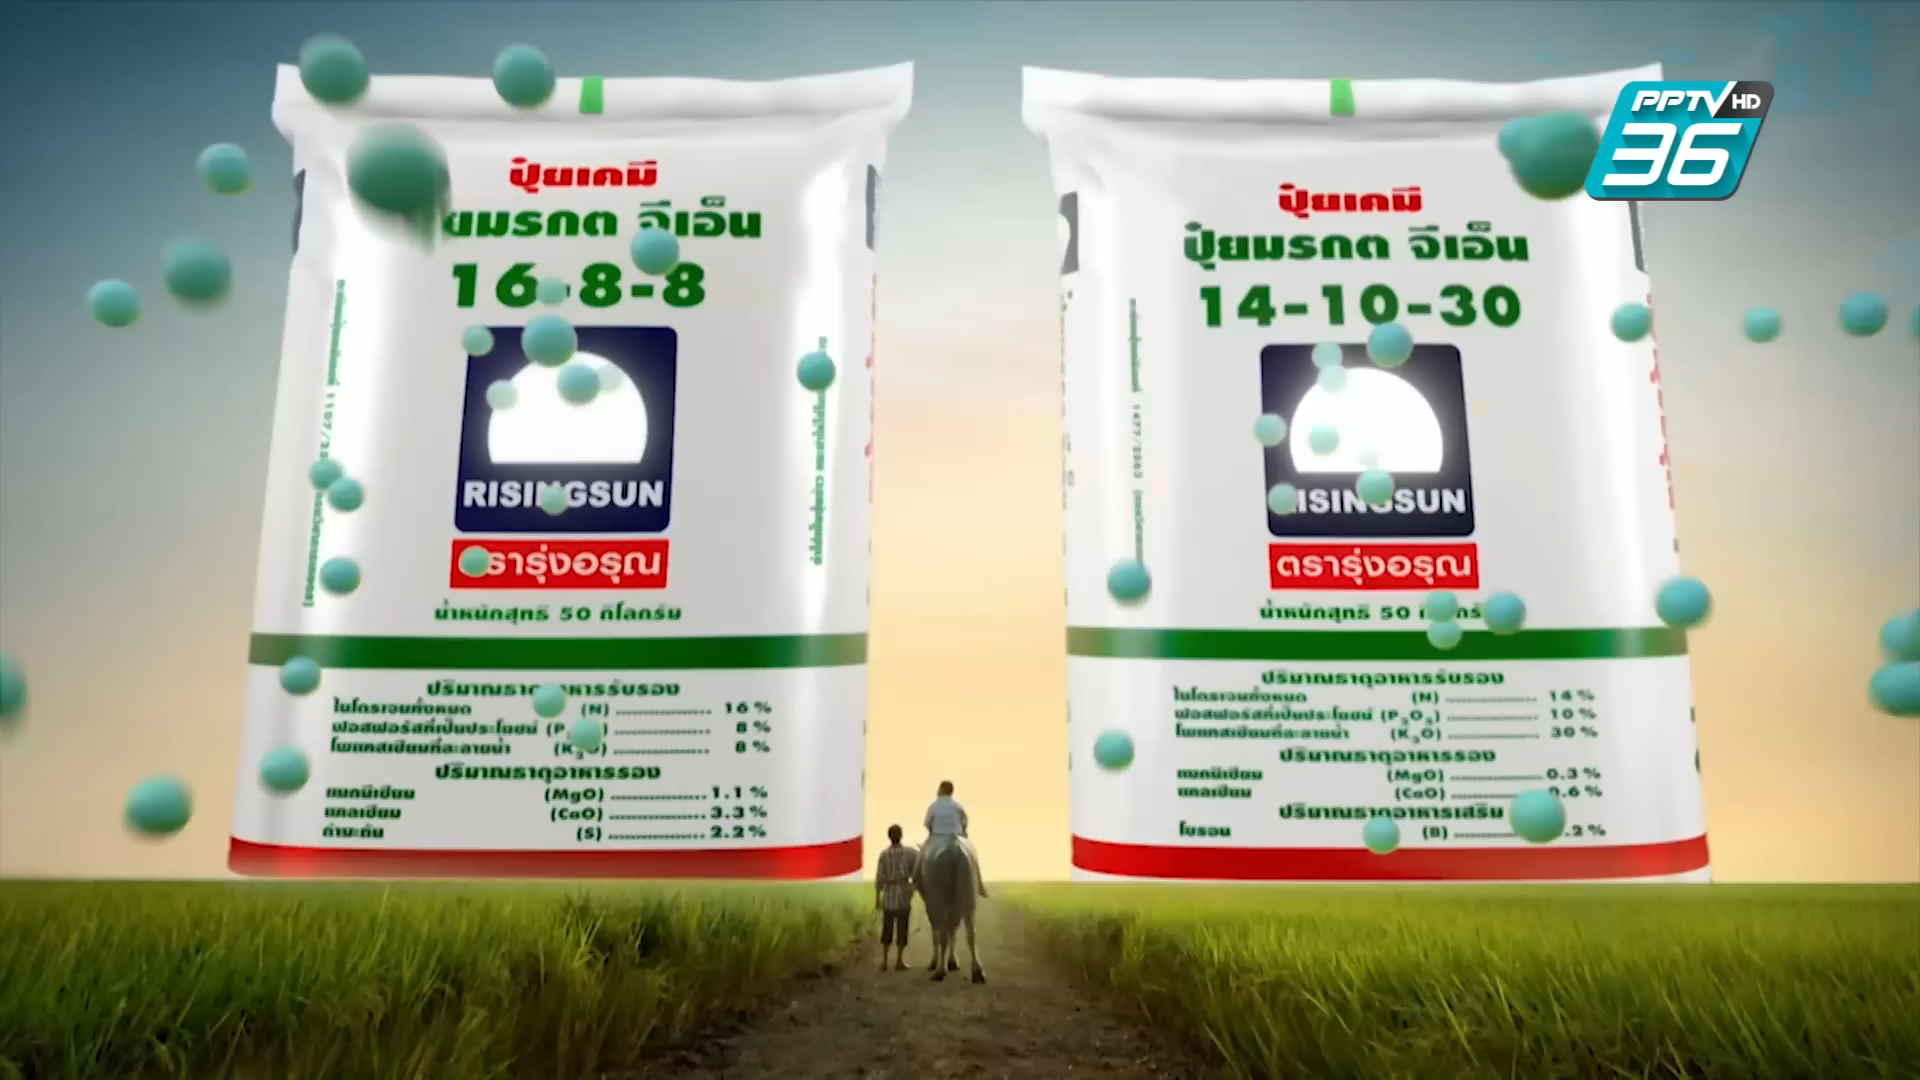 PPTV HD
36
ปุ๋ยเคมี
ยมรกต จีเอ็น
16-8-8
RISINGSUN
ตรารุ่งอรุณ
น้ำหนักสุทธิ 50 กิโลกรัม
ปริมาณธาตุอาหารรับรอง
ไนโตรเจนทั้งหมด (N) 16 %
ฟอสฟอรัสที่เป็นประโยชน์ 8 %
โพแทสเซียมที่ละลายน้ำ (K₂O) 8 %
ปริมาณธาตุอาหารรอง
แมกนีเซียม (MgO) 1.1 %
แคลเซียม (CaO) 3.3 %
กำมะถัน (S) 2.2 %
ปุ๋ยเคมี
ปุ๋ยมรกต จีเอ็น
14-10-30
RISINGSUN
ตรารุ่งอรุณ
น้ำหนักสุทธิ 50
ปริมาณธาตุอาหารรับรอง
ไนโตรเจนทั้งหมด (N) 14 %
ฟอสฟอรัสที่เป็นประโยชน์ (P₂O₅) 10 %
โพแทสเซียมที่ละลายน้ำ (K₂O) 30 %
ปริมาณธาตุอาหารรอง
แมกนีเซียม (MgO) 0.3 %
แคลเซียม (CaO) 0.6 %
ปริมาณธาตุอาหารเสริม
โบรอน (B) .2 %